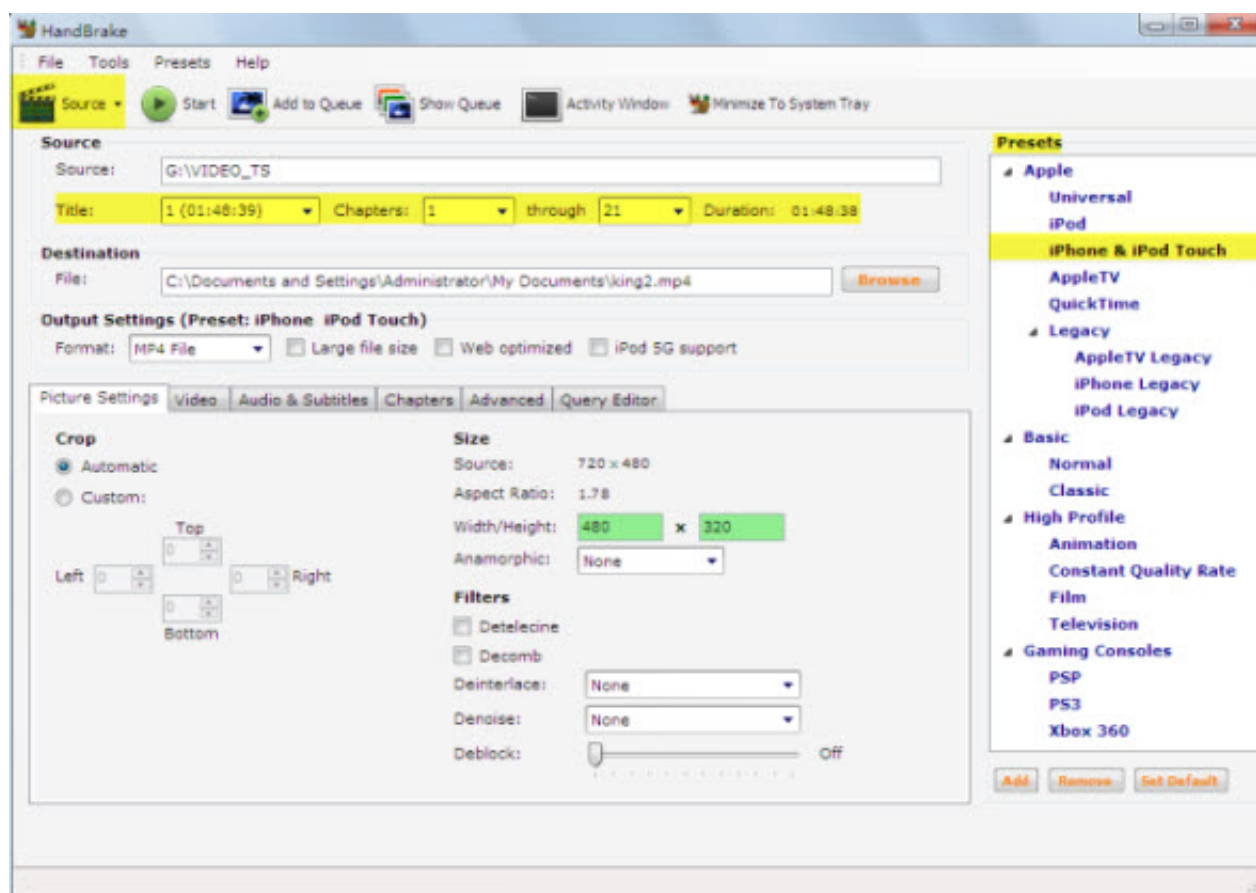 HandBrake
File Tools Presets Help
Source Start Add to Queue Show Queue Activity Window Minimize To System Tray
Source
Source: G:\VIDEO_TS
Title: 1 (01:48:39) Chapters: 1 through 21 Duration: 01:48:38
Destination
File: C:\Documents and Settings\Administrator\My Documents\king2.mp4 Browse
Output Settings (Preset: iPhone iPod Touch)
Format: MP4 File Large file size Web optimized iPod 5G support
Picture Settings Video Audio & Subtitles Chapters Advanced Query Editor
Crop
Automatic
Custom:
Top
0
Left 0 0 Right
0
Bottom
Size
Source: 720 x 480
Aspect Ratio: 1.78
Width/Height: 480 x 320
Anamorphic: None
Filters
Detelecine
Decomb
Deinterlace: None
Denoise: None
Deblock: Off
Presets
Apple
Universal
iPod
iPhone & iPod Touch
AppleTV
QuickTime
Legacy
AppleTV Legacy
iPhone Legacy
iPod Legacy
Basic
Normal
Classic
High Profile
Animation
Constant Quality Rate
Film
Television
Gaming Consoles
PSP
PS3
Xbox 360
Add Remove Set Default